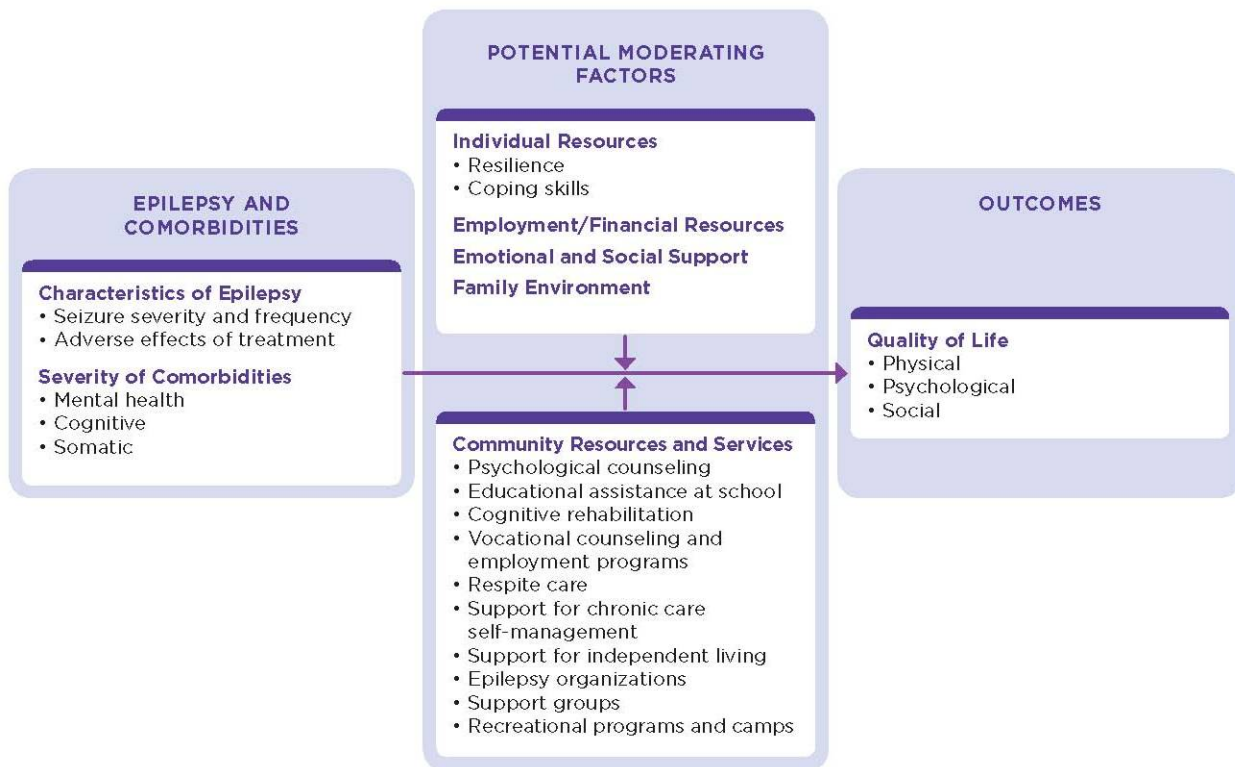 EPILEPSY AND
COMORBIDITIES
Characteristics of Epilepsy
• Seizure severity and frequency
• Adverse effects of treatment
Severity of Comorbidities
• Mental health
• Cognitive
• Somatic
POTENTIAL MODERATING
FACTORS
Individual Resources
• Resilience
• Coping skills
Employment/Financial Resources
Emotional and Social Support
Family Environment
Community Resources and Services
• Psychological counseling
• Educational assistance at school
• Cognitive rehabilitation
• Vocational counseling and
employment programs
• Respite care
• Support for chronic care
self-management
• Support for independent living
• Epilepsy organizations
• Support groups
• Recreational programs and camps
OUTCOMES
Quality of Life
• Physical
• Psychological
• Social